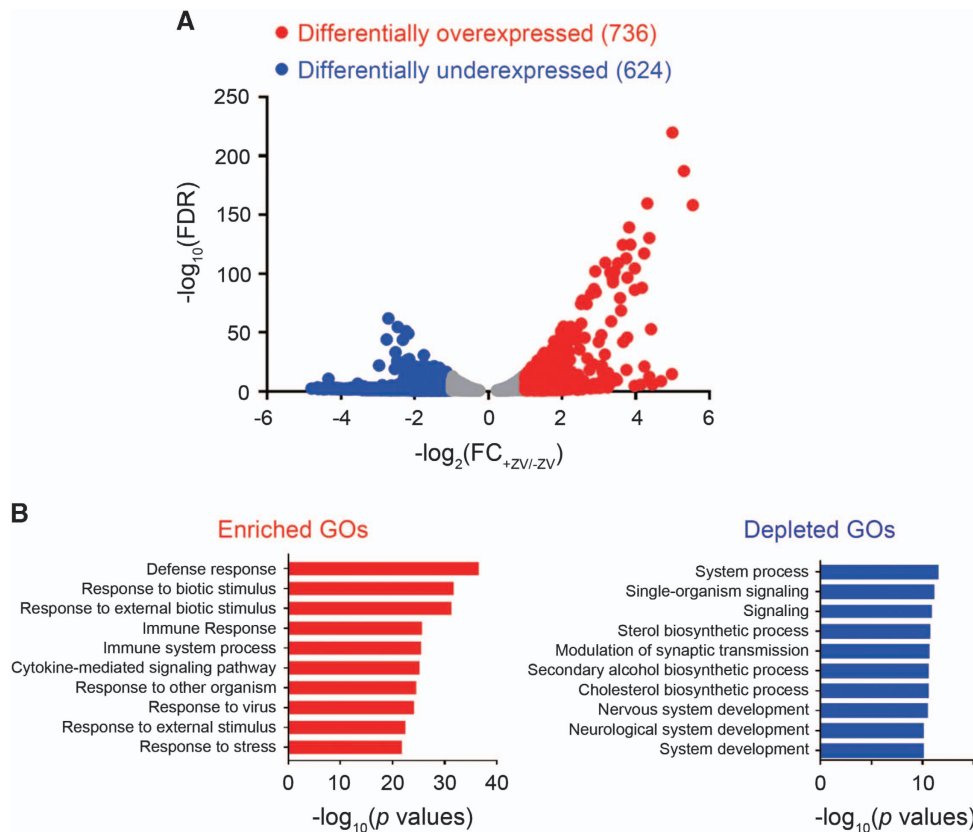 A
Differentially overexpressed (736)
Differentially underexpressed (624)
250
200
150
100
50
0
-log10(FDR)
-6 -4 -2 0 2 4 6
-log2(FC+ZV/-ZV)
B
Enriched GOs
Defense response
Response to biotic stimulus
Response to external biotic stimulus
Immune Response
Immune system process
Cytokine-mediated signaling pathway
Response to other organism
Response to virus
Response to external stimulus
Response to stress
0 10 20 30 40
-log10(p values)
Depleted GOs
System process
Single-organism signaling
Signaling
Sterol biosynthetic process
Modulation of synaptic transmission
Secondary alcohol biosynthetic process
Cholesterol biosynthetic process
Nervous system development
Neurological system development
System development
0 10
-log10(p values)